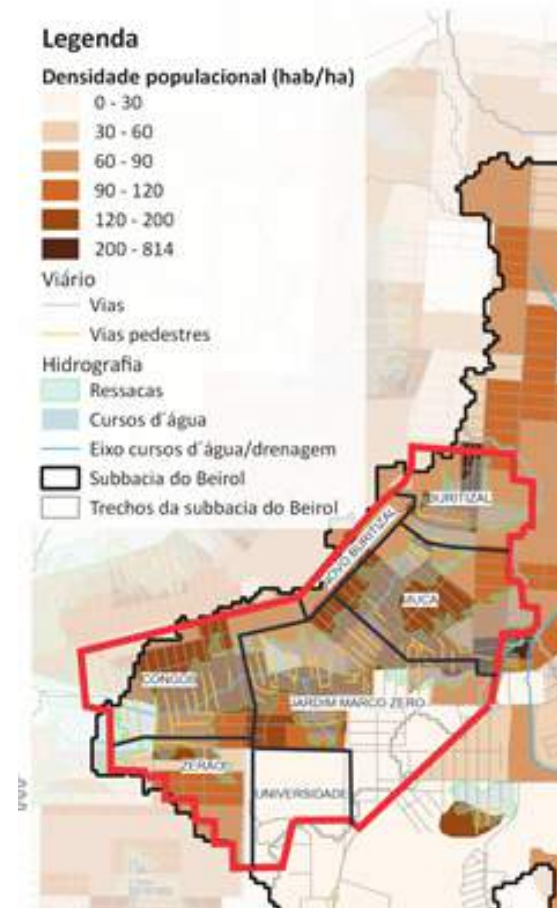 Legenda
Densidade populacional (hab/ha)
0 - 30
30 - 60
60 - 90
90 - 120
120 - 200
200 - 814
Viário
Vias
Vias pedestres
Hidrografia
Ressacas
Cursos d´água
Eixo cursos d´água/drenagem
Subbacia do Beirol
Trechos da subbacia do Beirol
BURITIZAL
NOVO BURITIZAL
MUCA
CONGÓS
JARDIM MARCO ZERO
ZERÃO
UNIVERSIDADE